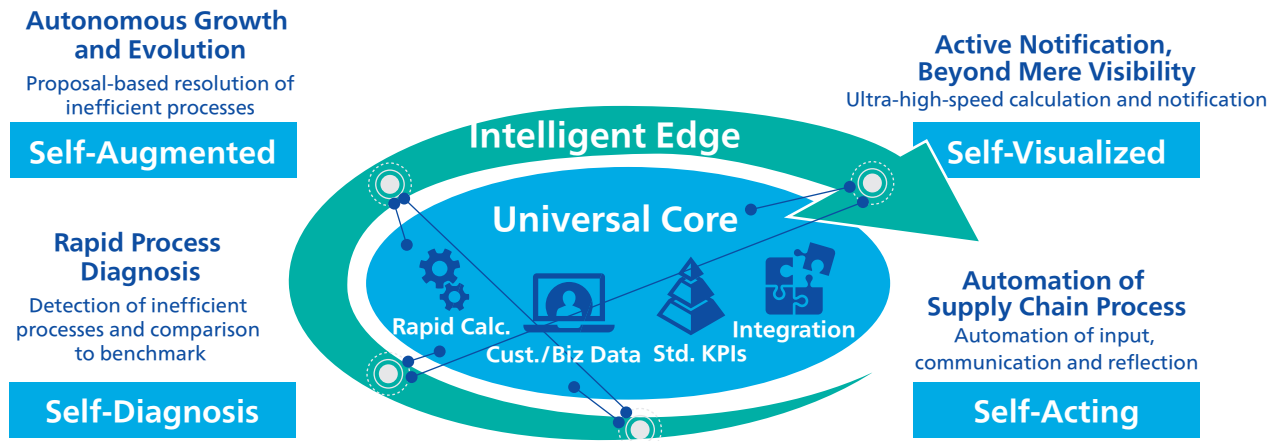 Autonomous Growth
and Evolution
Proposal-based resolution of
inefficient processes
Self-Augmented
Rapid Process
Diagnosis
Detection of inefficient
processes and comparison
to benchmark
Self-Diagnosis
Intelligent Edge
Universal Core
Rapid Calc.
Cust./Biz Data
Std. KPIs
Integration
Active Notification,
Beyond Mere Visibility
Ultra-high-speed calculation and notification
Self-Visualized
Automation of
Supply Chain Process
Automation of input,
communication and reflection
Self-Acting